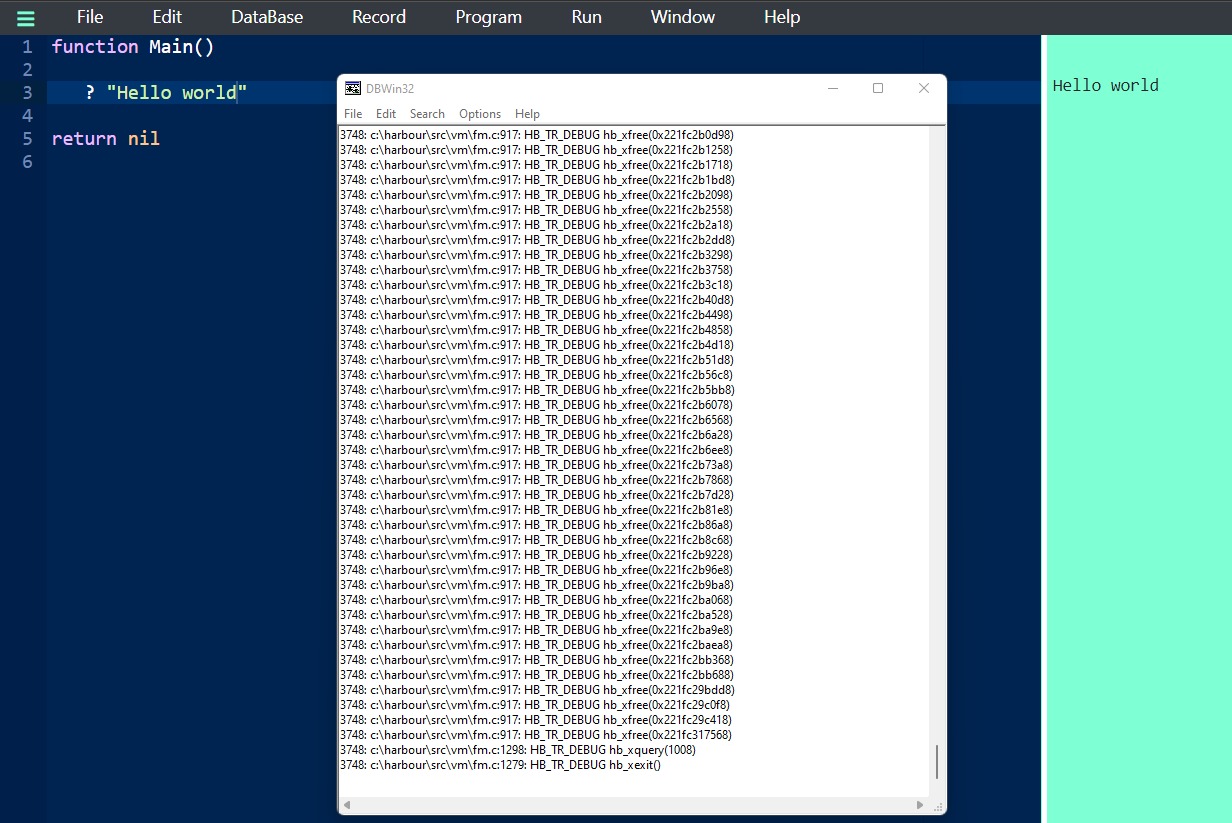 File Edit DataBase Record Program Run Window Help
1 function Main()
2
3 ? "Hello world"
4
5 return nil
6
DBWin32
File Edit Search Options Help
3748: c:\harbour\src\vm\fm.c:917: HB_TR_DEBUG hb_xfree(0x221fc2b0d98)
3748: c:\harbour\src\vm\fm.c:917: HB_TR_DEBUG hb_xfree(0x221fc2b1258)
3748: c:\harbour\src\vm\fm.c:917: HB_TR_DEBUG hb_xfree(0x221fc2b1718)
3748: c:\harbour\src\vm\fm.c:917: HB_TR_DEBUG hb_xfree(0x221fc2b1bd8)
3748: c:\harbour\src\vm\fm.c:917: HB_TR_DEBUG hb_xfree(0x221fc2b2098)
3748: c:\harbour\src\vm\fm.c:917: HB_TR_DEBUG hb_xfree(0x221fc2b2558)
3748: c:\harbour\src\vm\fm.c:917: HB_TR_DEBUG hb_xfree(0x221fc2b2a18)
3748: c:\harbour\src\vm\fm.c:917: HB_TR_DEBUG hb_xfree(0x221fc2b2dd8)
3748: c:\harbour\src\vm\fm.c:917: HB_TR_DEBUG hb_xfree(0x221fc2b3298)
3748: c:\harbour\src\vm\fm.c:917: HB_TR_DEBUG hb_xfree(0x221fc2b3758)
3748: c:\harbour\src\vm\fm.c:917: HB_TR_DEBUG hb_xfree(0x221fc2b3c18)
3748: c:\harbour\src\vm\fm.c:917: HB_TR_DEBUG hb_xfree(0x221fc2b40d8)
3748: c:\harbour\src\vm\fm.c:917: HB_TR_DEBUG hb_xfree(0x221fc2b4498)
3748: c:\harbour\src\vm\fm.c:917: HB_TR_DEBUG hb_xfree(0x221fc2b4858)
3748: c:\harbour\src\vm\fm.c:917: HB_TR_DEBUG hb_xfree(0x221fc2b4d18)
3748: c:\harbour\src\vm\fm.c:917: HB_TR_DEBUG hb_xfree(0x221fc2b51d8)
3748: c:\harbour\src\vm\fm.c:917: HB_TR_DEBUG hb_xfree(0x221fc2b56c8)
3748: c:\harbour\src\vm\fm.c:917: HB_TR_DEBUG hb_xfree(0x221fc2b5bb8)
3748: c:\harbour\src\vm\fm.c:917: HB_TR_DEBUG hb_xfree(0x221fc2b6078)
3748: c:\harbour\src\vm\fm.c:917: HB_TR_DEBUG hb_xfree(0x221fc2b6568)
3748: c:\harbour\src\vm\fm.c:917: HB_TR_DEBUG hb_xfree(0x221fc2b6a28)
3748: c:\harbour\src\vm\fm.c:917: HB_TR_DEBUG hb_xfree(0x221fc2b6ee8)
3748: c:\harbour\src\vm\fm.c:917: HB_TR_DEBUG hb_xfree(0x221fc2b73a8)
3748: c:\harbour\src\vm\fm.c:917: HB_TR_DEBUG hb_xfree(0x221fc2b7868)
3748: c:\harbour\src\vm\fm.c:917: HB_TR_DEBUG hb_xfree(0x221fc2b7d28)
3748: c:\harbour\src\vm\fm.c:917: HB_TR_DEBUG hb_xfree(0x221fc2b81e8)
3748: c:\harbour\src\vm\fm.c:917: HB_TR_DEBUG hb_xfree(0x221fc2b86a8)
3748: c:\harbour\src\vm\fm.c:917: HB_TR_DEBUG hb_xfree(0x221fc2b8c68)
3748: c:\harbour\src\vm\fm.c:917: HB_TR_DEBUG hb_xfree(0x221fc2b9228)
3748: c:\harbour\src\vm\fm.c:917: HB_TR_DEBUG hb_xfree(0x221fc2b96e8)
3748: c:\harbour\src\vm\fm.c:917: HB_TR_DEBUG hb_xfree(0x221fc2b9ba8)
3748: c:\harbour\src\vm\fm.c:917: HB_TR_DEBUG hb_xfree(0x221fc2ba068)
3748: c:\harbour\src\vm\fm.c:917: HB_TR_DEBUG hb_xfree(0x221fc2ba528)
3748: c:\harbour\src\vm\fm.c:917: HB_TR_DEBUG hb_xfree(0x221fc2ba9e8)
3748: c:\harbour\src\vm\fm.c:917: HB_TR_DEBUG hb_xfree(0x221fc2baea8)
3748: c:\harbour\src\vm\fm.c:917: HB_TR_DEBUG hb_xfree(0x221fc2bb368)
3748: c:\harbour\src\vm\fm.c:917: HB_TR_DEBUG hb_xfree(0x221fc2bb688)
3748: c:\harbour\src\vm\fm.c:917: HB_TR_DEBUG hb_xfree(0x221fc29bdd8)
3748: c:\harbour\src\vm\fm.c:917: HB_TR_DEBUG hb_xfree(0x221fc29c0f8)
3748: c:\harbour\src\vm\fm.c:917: HB_TR_DEBUG hb_xfree(0x221fc29c418)
3748: c:\harbour\src\vm\fm.c:917: HB_TR_DEBUG hb_xfree(0x221fc317568)
3748: c:\harbour\src\vm\fm.c:1298: HB_TR_DEBUG hb_xquery(1008)
3748: c:\harbour\src\vm\fm.c:1279: HB_TR_DEBUG hb_xexit()
Hello world